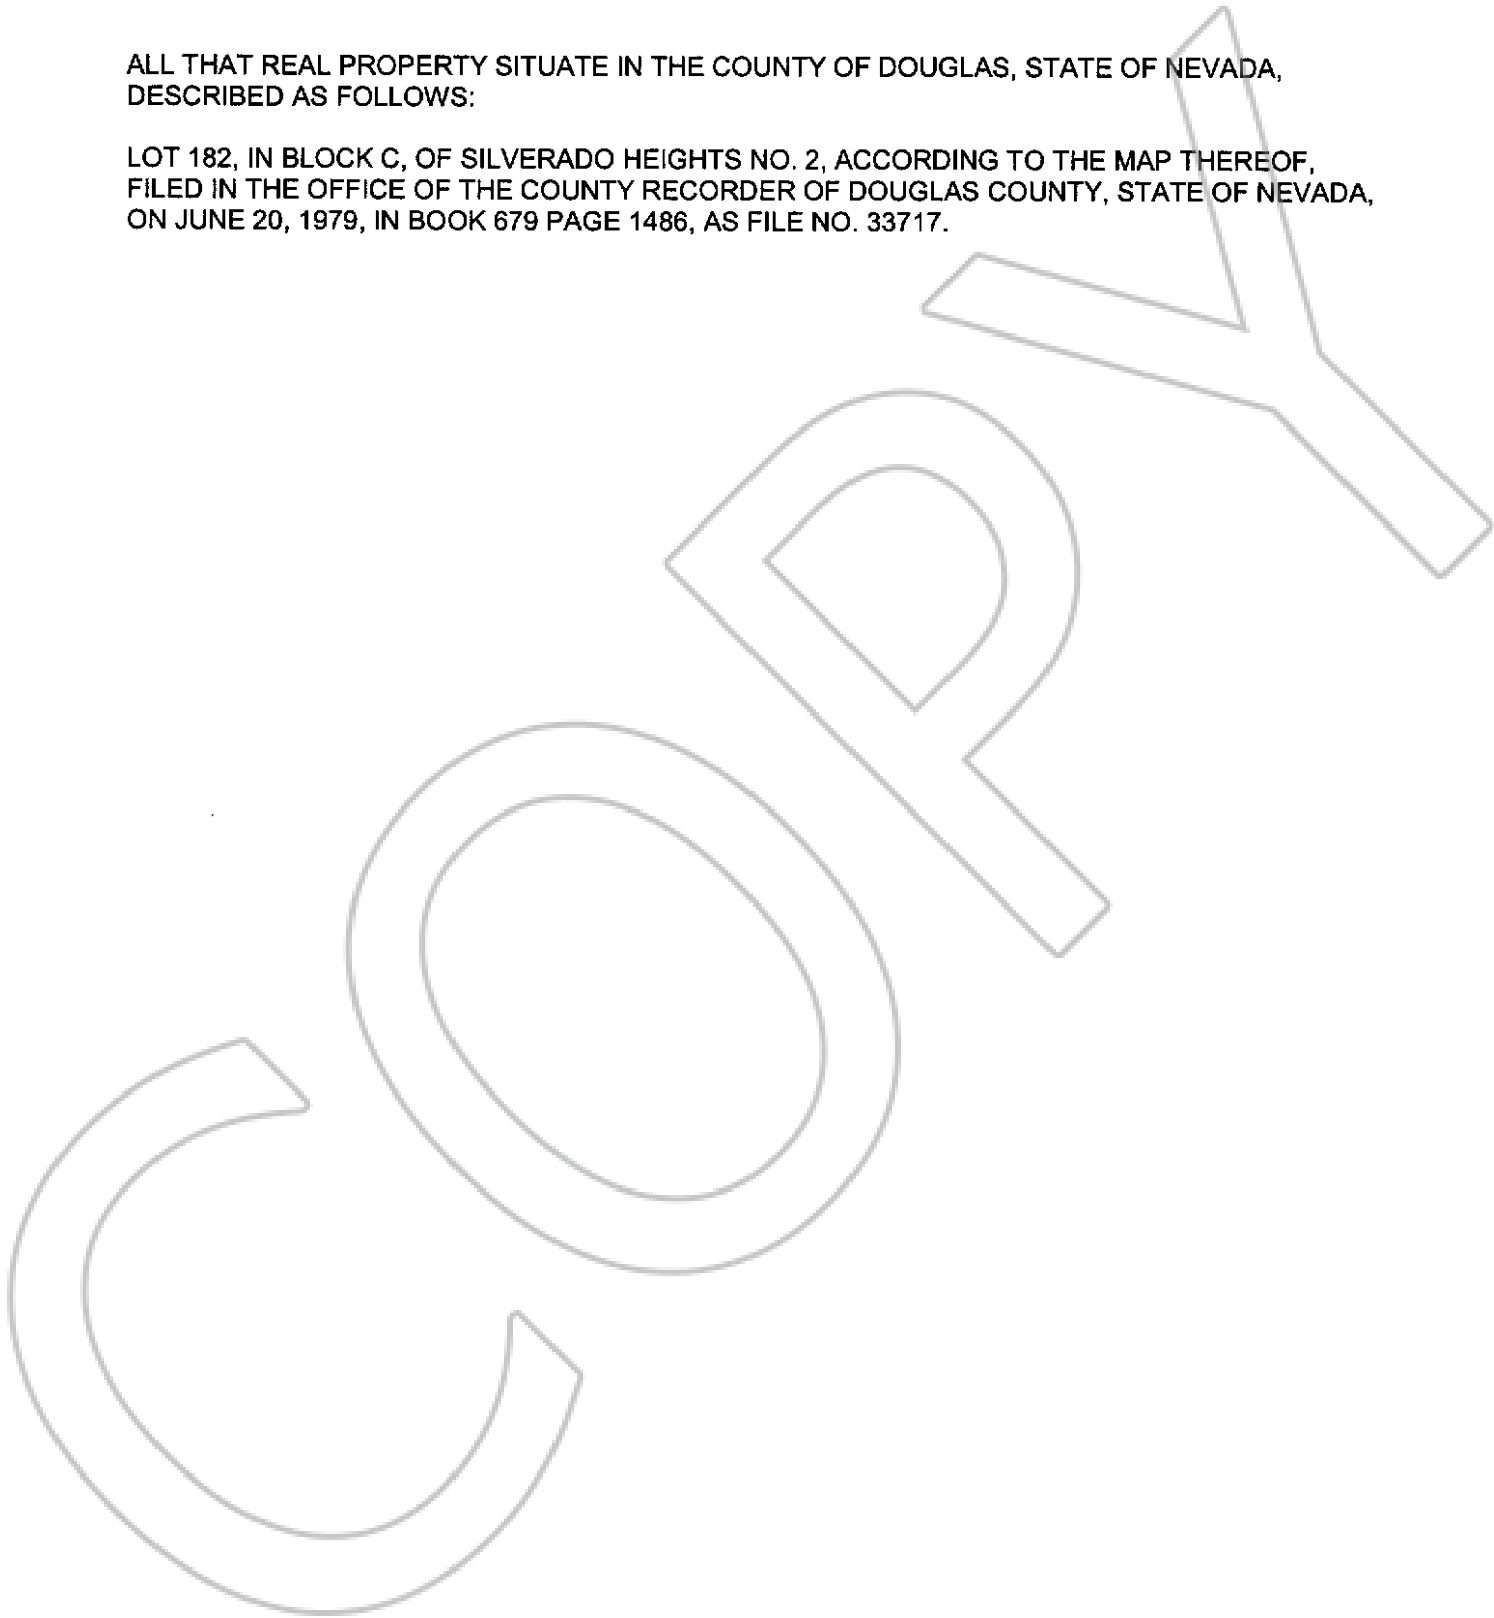 ALL THAT REAL PROPERTY SITUATE IN THE COUNTY OF DOUGLAS, STATE OF NEVADA,
DESCRIBED AS FOLLOWS:
LOT 182, IN BLOCK C, OF SILVERADO HEIGHTS NO. 2, ACCORDING TO THE MAP THEREOF,
FILED IN THE OFFICE OF THE COUNTY RECORDER OF DOUGLAS COUNTY, STATE OF NEVADA,
ON JUNE 20, 1979, IN BOOK 679 PAGE 1486, AS FILE NO. 33717.
COPY